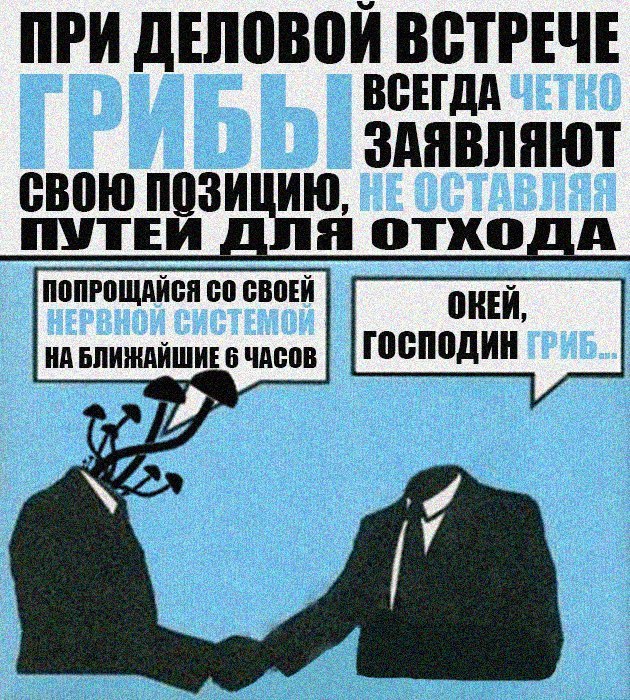 ПРИ ДЕЛОВОЙ ВСТРЕЧЕ
ГРИБЫ ВСЕГДА ЧЕТКО
ЗАЯВЛЯЮТ
СВОЮ ПОЗИЦИЮ, НЕ ОСТАВЛЯЯ
ПУТЕЙ ДЛЯ ОТХОДА
ПОПРОЩАЙСЯ СО СВОЕЙ
НЕРВНОЙ СИСТЕМОЙ
НА БЛИЖАЙШИЕ 6 ЧАСОВ
ОКЕЙ,
ГОСПОДИН ГРИБ...